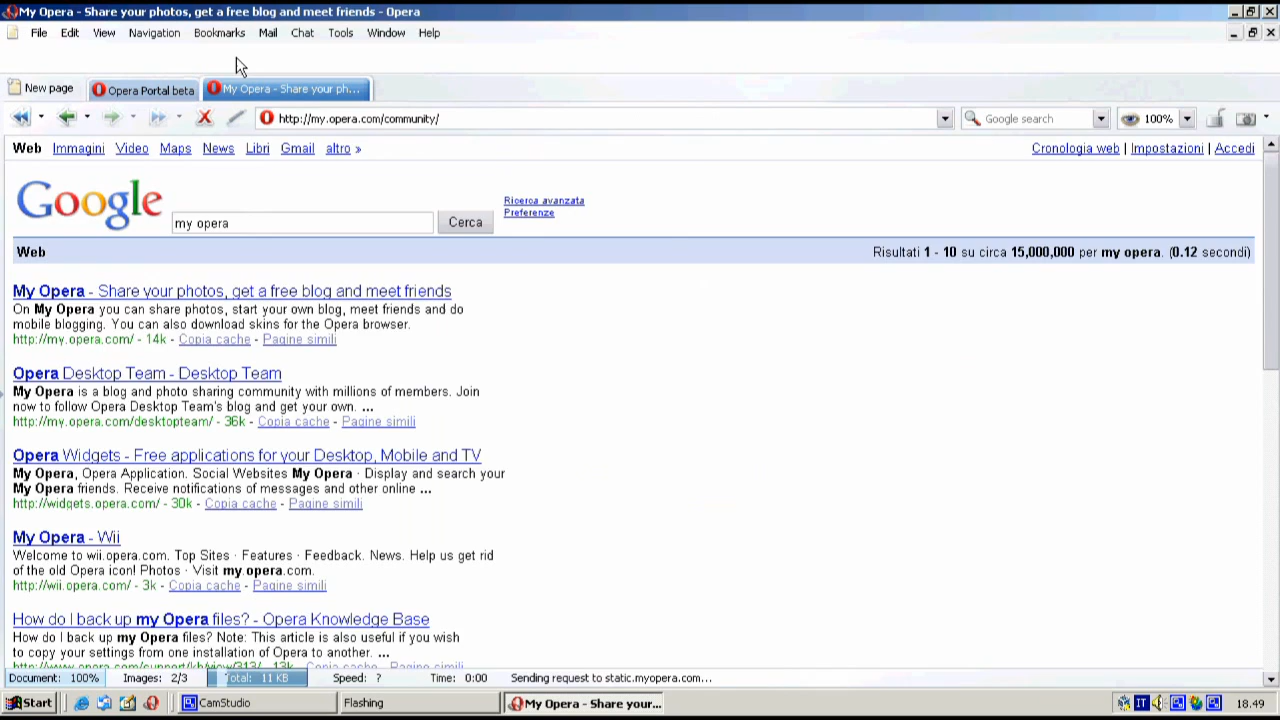 My Opera - Share your photos, get a free blog and meet friends - Opera
File Edit View Navigation Bookmarks Mail Chat Tools Window Help
New page Opera Portal beta My Opera - Share your ph...
http://my.opera.com/community/ Google search 100%
Web Immagini Video Maps News Libri Gmail altro » Cronologia web | Impostazioni | Accedi
Google my opera Cerca
Ricerca avanzata
Preferenze
Web Risultati 1 - 10 su circa 15,000,000 per my opera. (0.12 secondi)
My Opera - Share your photos, get a free blog and meet friends
On My Opera you can share photos, start your own blog, meet friends and do
mobile blogging. You can also download skins for the Opera browser.
http://my.opera.com/ - 14k - Copia cache - Pagine simili
Opera Desktop Team - Desktop Team
My Opera is a blog and photo sharing community with millions of members. Join
now to follow Opera Desktop Team's blog and get your own. ...
http://my.opera.com/desktopteam/ - 36k - Copia cache - Pagine simili
Opera Widgets - Free applications for your Desktop, Mobile and TV
My Opera, Opera Application. Social Websites My Opera · Display and search your
My Opera friends. Receive notifications of messages and other online ...
http://widgets.opera.com/ - 30k - Copia cache - Pagine simili
My Opera - Wii
Welcome to wii.opera.com. Top Sites · Features · Feedback. News. Help us get rid
of the old Opera icon! Photos · Visit my.opera.com.
http://wii.opera.com/ - 3k - Copia cache - Pagine simili
How do I back up my Opera files? - Opera Knowledge Base
How do I back up my Opera files? Note: This article is also useful if you wish
to copy your settings from one installation of Opera to another. ...
http://www.opera.com/support/kb/view/313/ - 13k - Copia cache - Pagine simili
Document: 100% Images: 2/3 Total: 11 KB Speed: ? Time: 0:00 Sending request to static.myopera.com...
Start CamStudio Flashing My Opera - Share your... IT 18.49